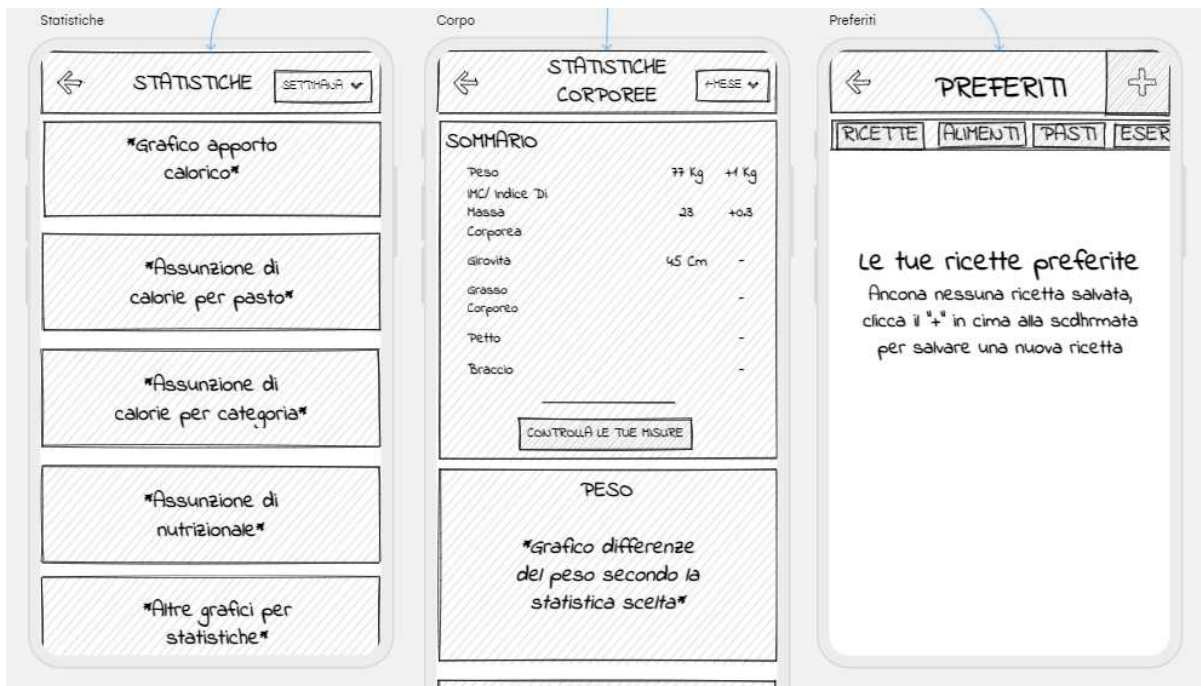 Statistiche
STATISTICHE
SETTIMANA
*Grafico apporto
calorico*
*Assunzione di
calorie per pasto*
*Assunzione di
calorie per categoria*
*Assunzione di
nutrizionale*
*Altre grafici per
statistiche*
Corpo
STATISTICHE
CORPOREE
1 MESE
SOMMARIO
Peso 77 Kg +1 Kg
IMC/ Indice Di
Massa 23 +0.3
Corporea
Girovita 45 Cm -
Grasso
Corporeo -
Petto -
Braccio -
CONTROLLA LE TUE MISURE
PESO
*Grafico differenze
del peso secondo la
statistica scelta*
Preferiti
PREFERITI
RICETTE ALIMENTI PASTI ESER
Le tue ricette preferite
Ancona nessuna ricetta salvata,
clicca il "+" in cima alla scdhrmata
per salvare una nuova ricetta